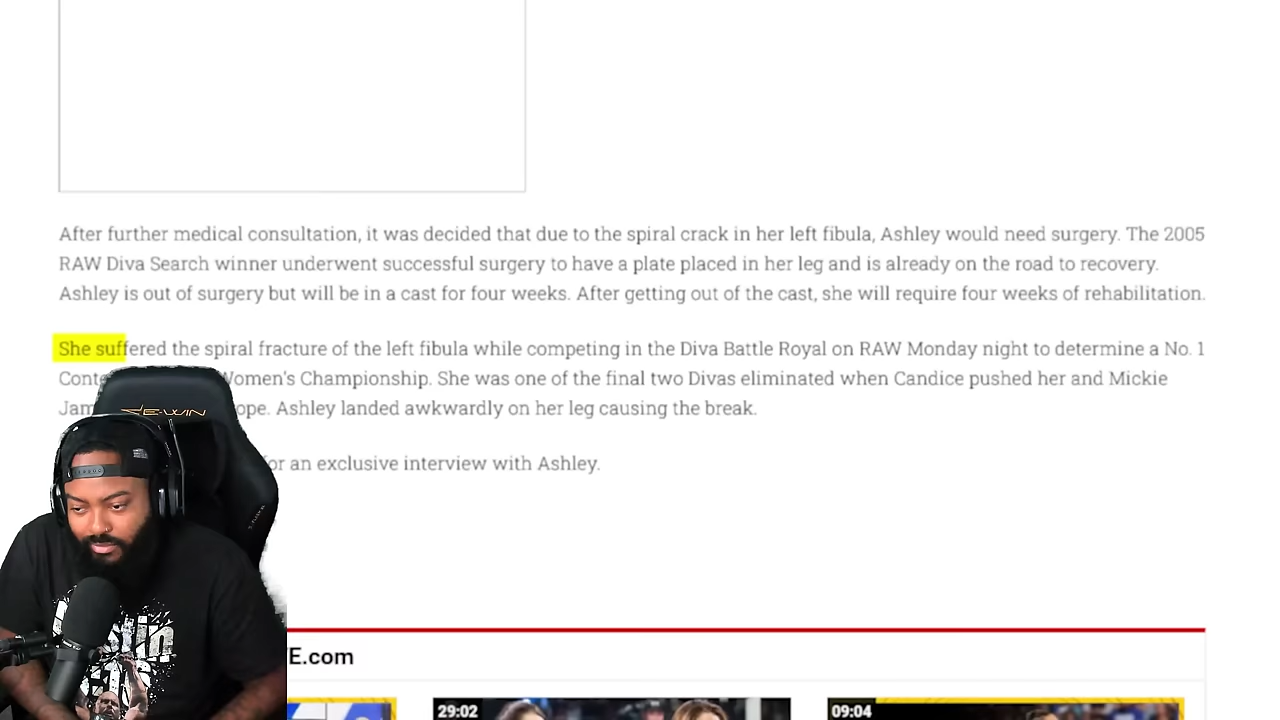 After further medical consultation, it was decided that due to the spiral crack in her left fibula, Ashley would need surgery. The 2005
RAW Diva Search winner underwent successful surgery to have a plate placed in her leg and is already on the road to recovery.
Ashley is out of surgery but will be in a cast for four weeks. After getting out of the cast, she will require four weeks of rehabilitation.
She suffered the spiral fracture of the left fibula while competing in the Diva Battle Royal on RAW Monday night to determine a No. 1
Women's Championship. She was one of the final two Divas eliminated when Candice pushed her and Mickie
Ashley landed awkwardly on her leg causing the break.
for an exclusive interview with Ashley.
E.com
29:02
09:04